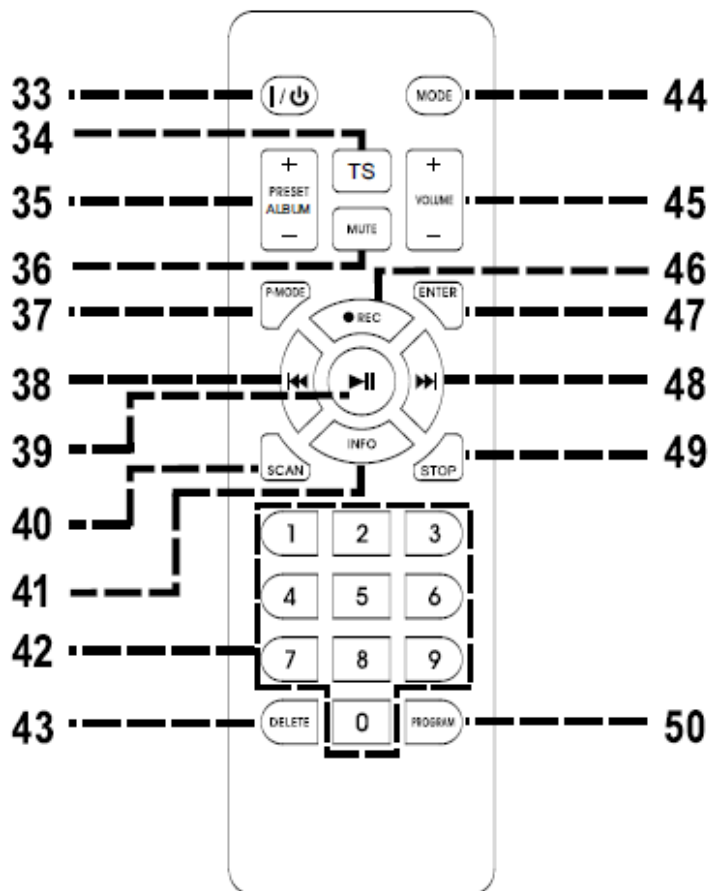 33 I/⏻ MODE 44
34 TS
35 + PRESET ALBUM − + VOLUME − 45
36 MUTE 46
37 P-MODE ●REC ENTER 47
38 ⏮ ⏯ ⏭ 48
39 INFO
40 SCAN STOP 49
41 1 2 3
4 5 6
42 7 8 9
43 DELETE 0 PROGRAM 50